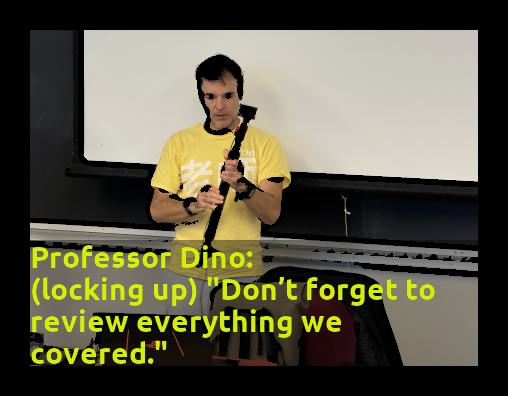 Professor Dino:
(locking up) "Don’t forget to
review everything we
covered."